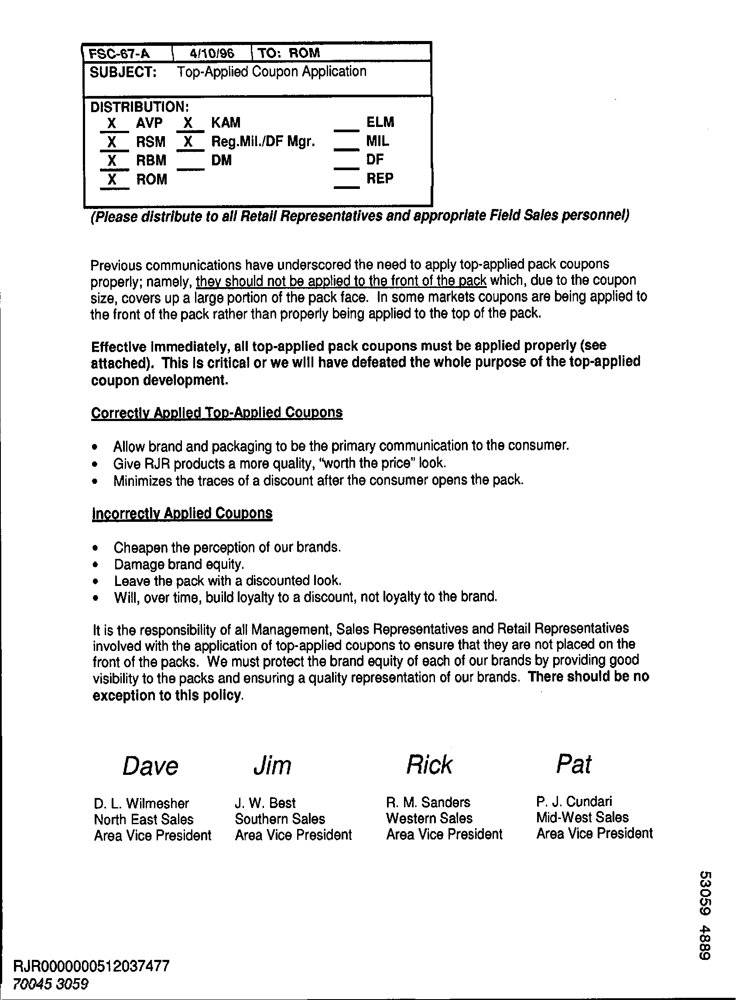 FSC-67-A 4/10/96 TO: ROM
SUBJECT: Top-Applied Coupon Application
DISTRIBUTION:
X AVP X KAM ___ ELM
X RSM X Reg.Mil./DF Mgr. ___ MIL
X RBM ___ DM ___ DF
X ROM ___ REP
(Please distribute to all Retail Representatives and appropriate Field Sales personnel)
Previous communications have underscored the need to apply top-applied pack coupons
properly; namely, they should not be applied to the front of the pack which, due to the coupon
size, covers up a large portion of the pack face. In some markets coupons are being applied to
the front of the pack rather than properly being applied to the top of the pack.
Effective Immediately, all top-applied pack coupons must be applied properly (see
attached). This is critical or we will have defeated the whole purpose of the top-applied
coupon development.
Correctly Applied Top-Applied Coupons
• Allow brand and packaging to be the primary communication to the consumer.
• Give RJR products a more quality, "worth the price" look.
• Minimizes the traces of a discount after the consumer opens the pack.
Incorrectly Applied Coupons
• Cheapen the perception of our brands.
• Damage brand equity.
• Leave the pack with a discounted look.
• Will, over time, build loyalty to a discount, not loyalty to the brand.
It is the responsibility of all Management, Sales Representatives and Retail Representatives
involved with the application of top-applied coupons to ensure that they are not placed on the
front of the packs. We must protect the brand equity of each of our brands by providing good
visibility to the packs and ensuring a quality representation of our brands. There should be no
exception to this policy.
Dave Jim Rick Pat
D. L. Wilmesher J. W. Best R. M. Sanders P. J. Cundari
North East Sales Southern Sales Western Sales Mid-West Sales
Area Vice President Area Vice President Area Vice President Area Vice President
53059 4889
RJR0000000512037477
70045 3059